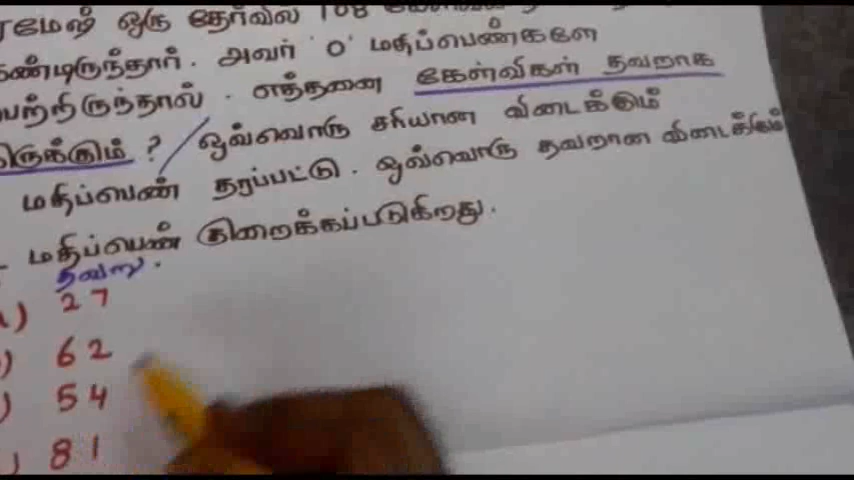 ரமேஷ் ஒரு தேர்வில் 108
கண்டிருந்தார். அவர் '0' மதிப்பெண்களே
பெற்றிருந்தால். எத்தனை கேள்விகள் தவறாக
இருக்கும்? ஒவ்வொரு சரியான விடைக்கும்
மதிப்பெண் தரப்பட்டு. ஒவ்வொரு தவறான விடைக்கும்
மதிப்பெண் குறைக்கப்படுகிறது.
தவறு.
27
62
54
81